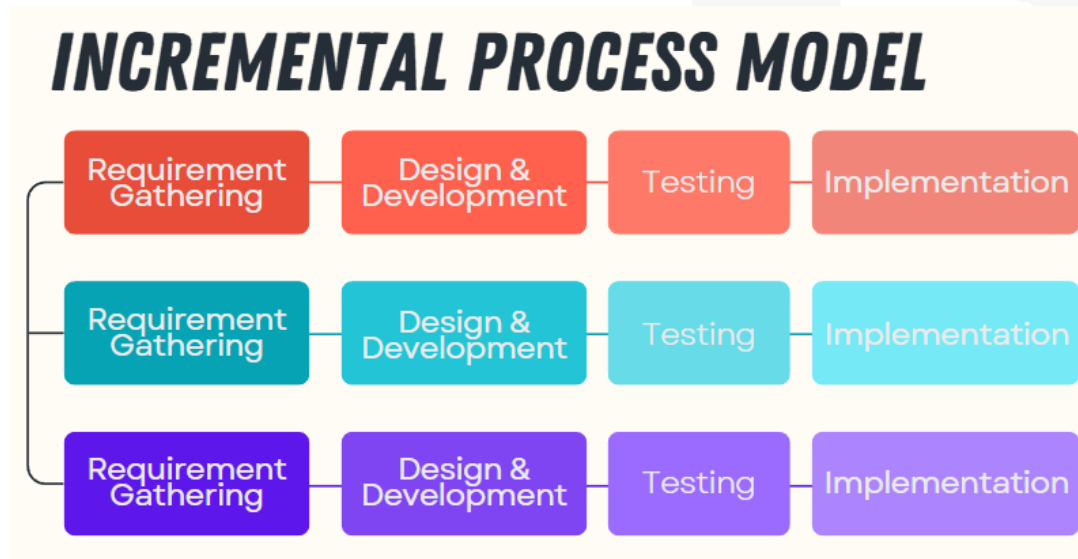 INCREMENTAL PROCESS MODEL
Requirement
Gathering
Design &
Development
Testing
Implementation
Requirement
Gathering
Design &
Development
Testing
Implementation
Requirement
Gathering
Design &
Development
Testing
Implementation